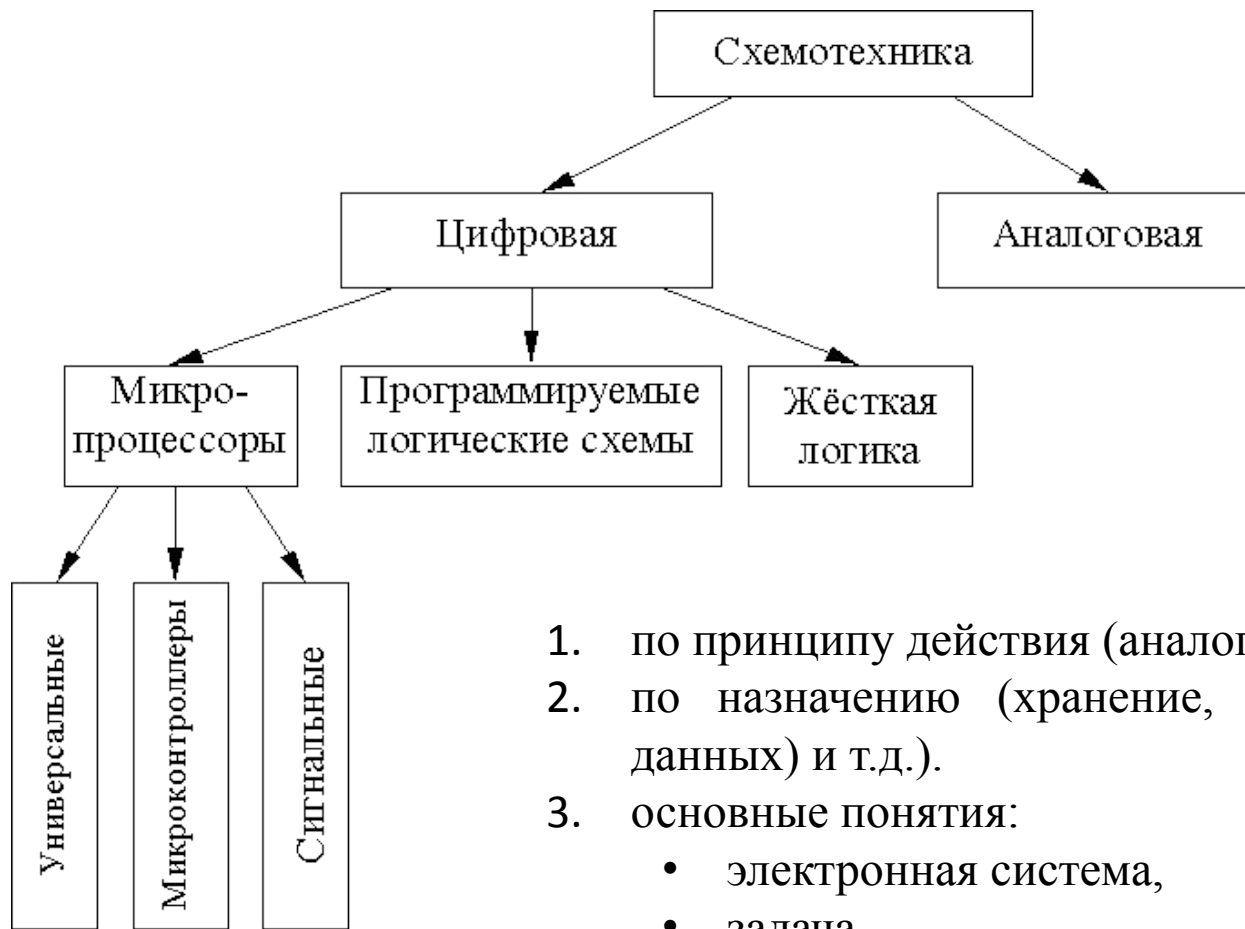 Схемотехника
Цифровая
Аналоговая
Микро-
процессоры
Программируемые
логические схемы
Жёсткая
логика
Универсальные
Микроконтроллеры
Сигнальные
1. по принципу действия
2. по назначению (хранение,
данных) и т.д.).
3. основные понятия:
• электронная система,